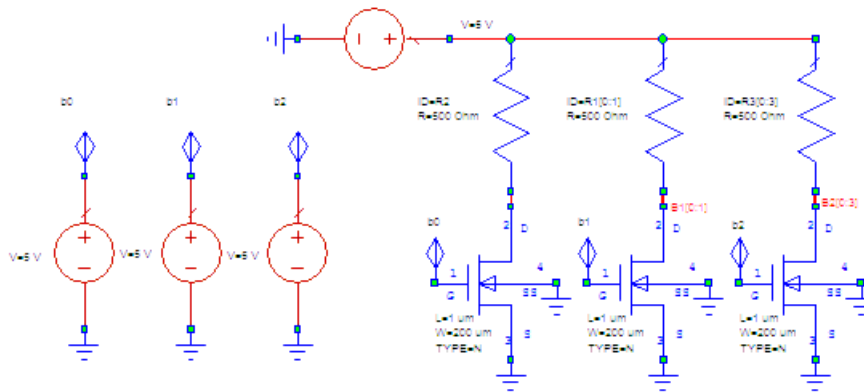 V=5 V
b0
b1
b2
ID=R2
R=500 Ohm
ID=R1[0:1]
R=500 Ohm
ID=R3[0:3]
R=500 Ohm
B1[0:1]
B2[0:3]
V=5 V
V=5 V
V=5 V
b0
2
D
1
G
4
SS
L=1 um
W=200 um
TYPE=N
3
S
b1
2
D
1
G
4
SS
L=1 um
W=200 um
TYPE=N
3
S
b2
2
D
1
G
4
SS
L=1 um
W=200 um
TYPE=N
3
S